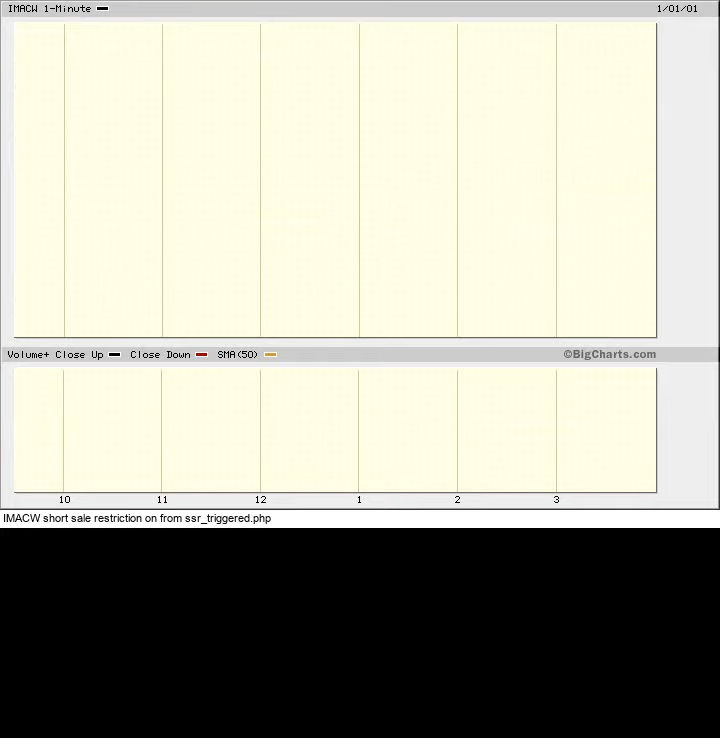 IMACW 1-Minute 1/01/01
Volume+ Close Up Close Down SMA(50) ©BigCharts.com
10 11 12 1 2 3
IMACW short sale restriction on from ssr_triggered.php